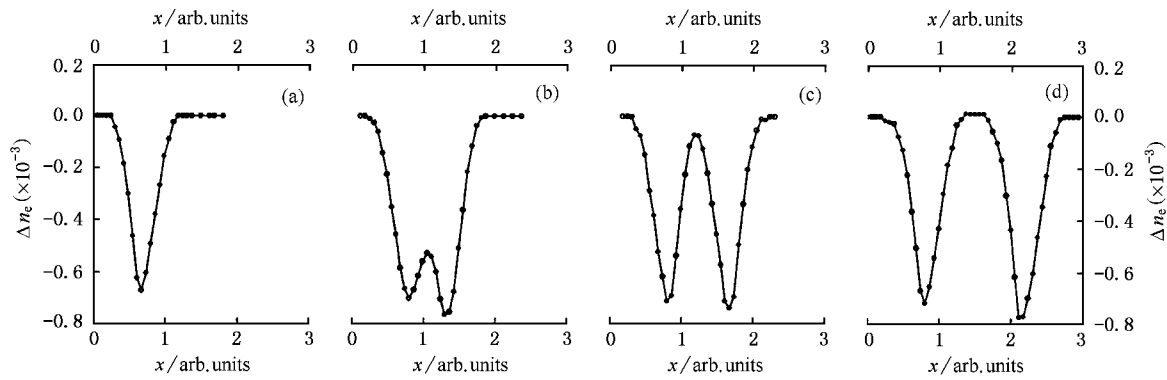 x/arb.units x/arb.units x/arb.units x/arb.units
0 1 2 3 0 1 2 3 0 1 2 3 0 1 2 3
0.2 0.2
(a) (b) (c) (d)
0.0 0.0
−0.2 −0.2
−0.4 −0.4
−0.6 −0.6
−0.8 −0.8
Δnₑ(×10⁻³)
Δnₑ(×10⁻³)
0 1 2 3 0 1 2 3 0 1 2 3 0 1 2 3
x/arb.units x/arb.units x/arb.units x/arb.units